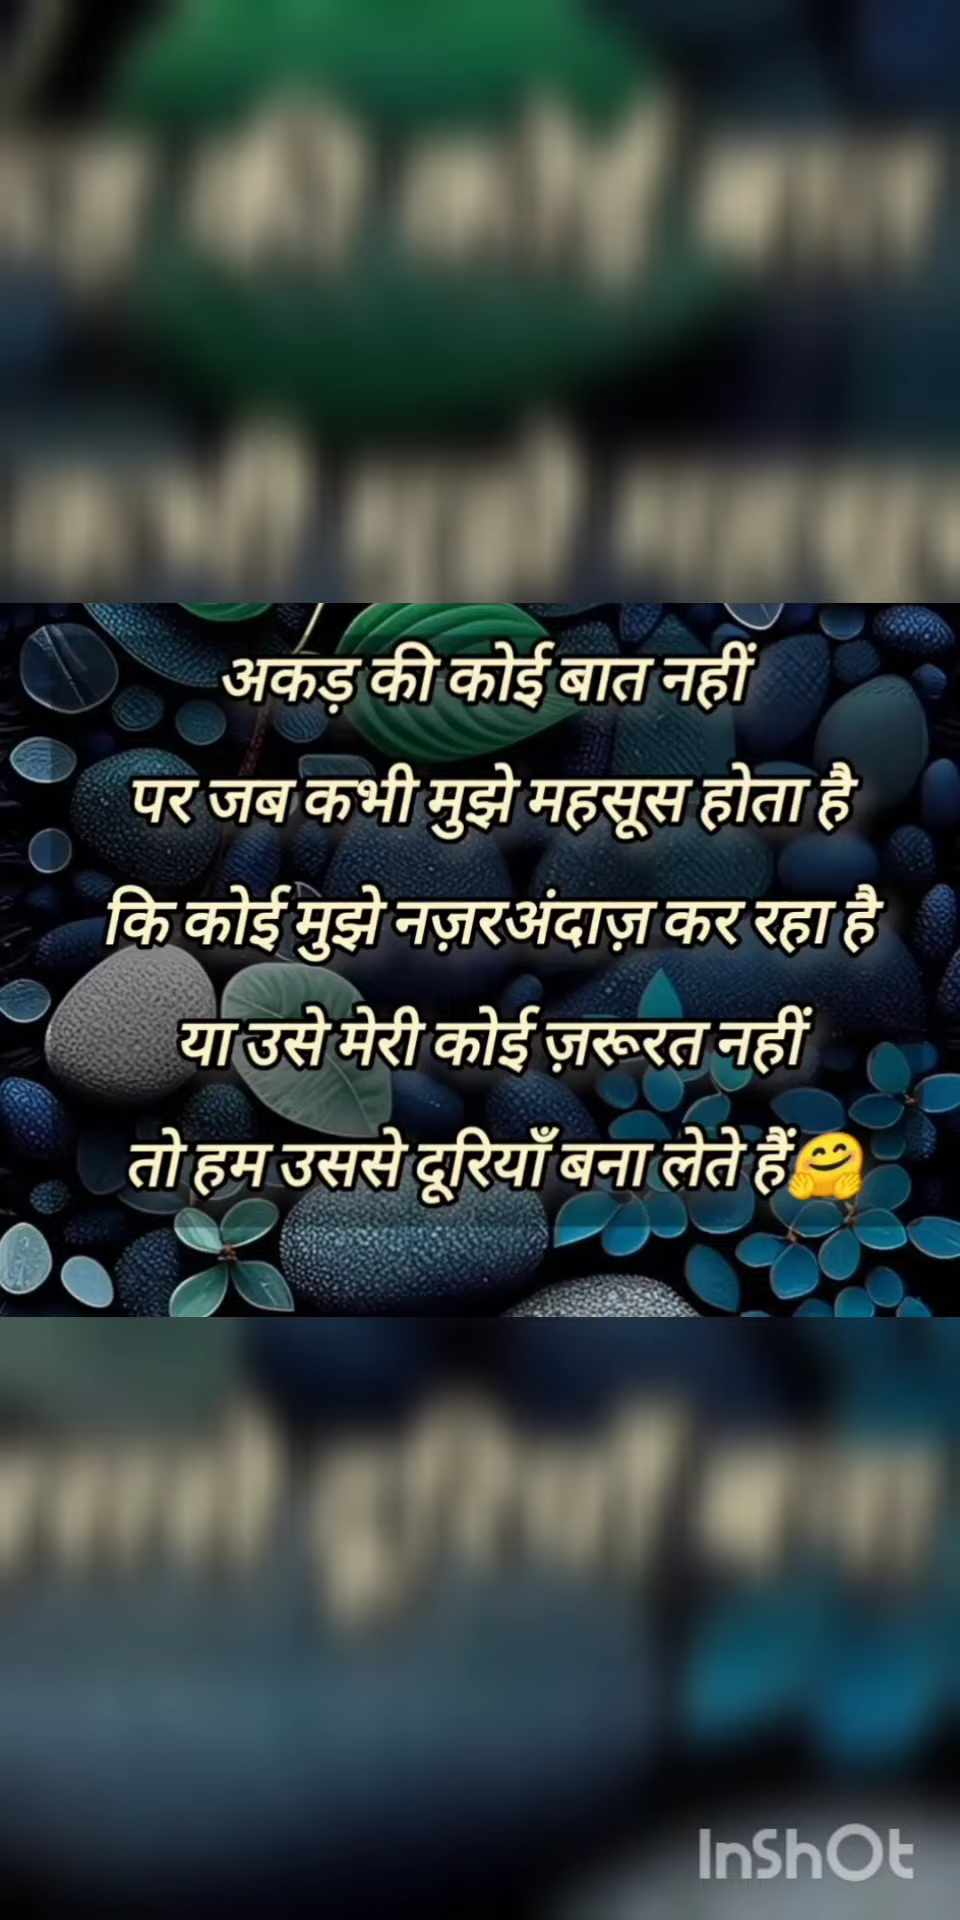 अकड़ की कोई बात नहीं
पर जब कभी मुझे महसूस होता है
कि कोई मुझे नज़रअंदाज़ कर रहा है
या उसे मेरी कोई ज़रूरत नहीं
तो हम उससे दूरियाँ बना लेते हैं🤗
InShOt